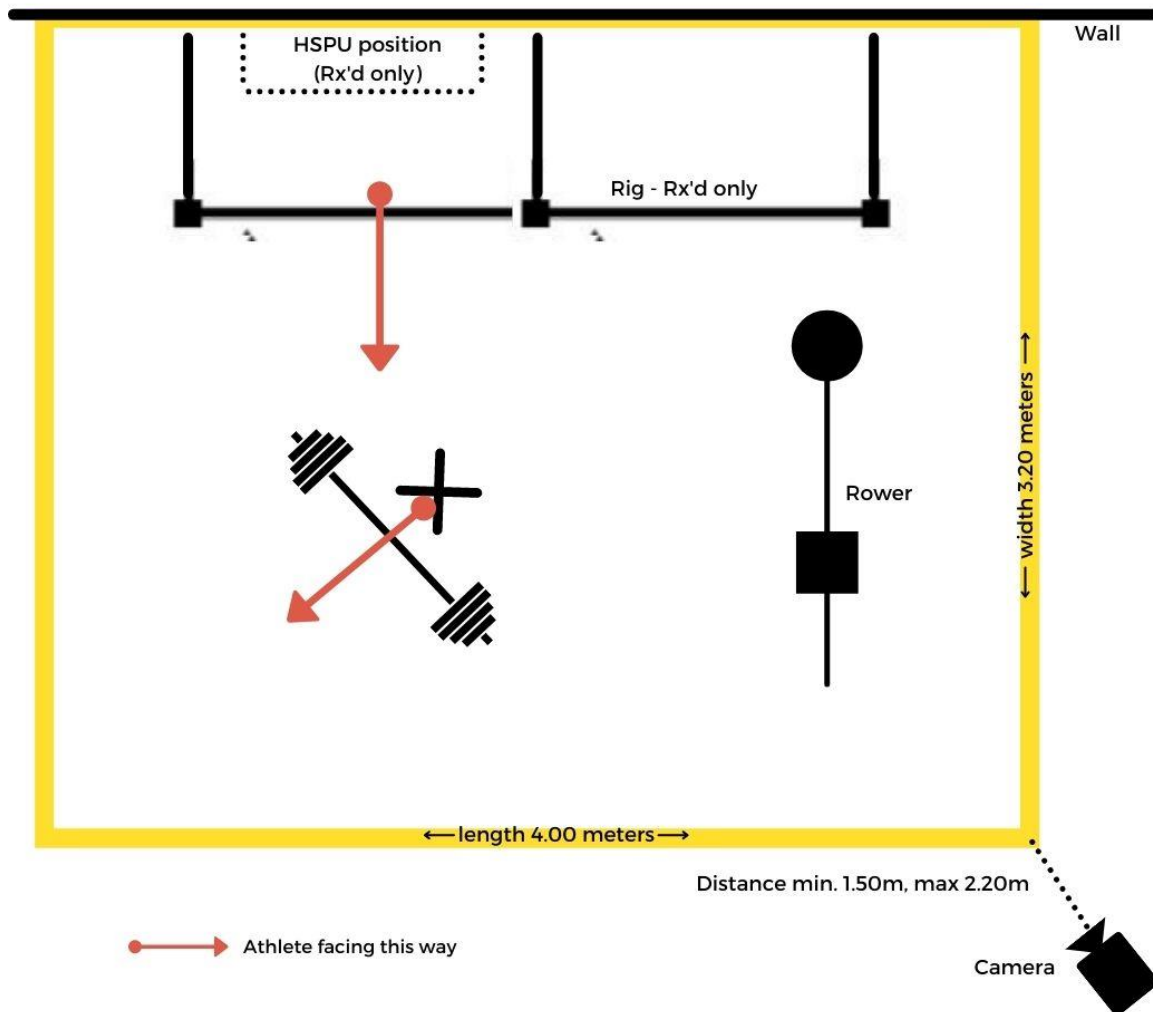 Wall
HSPU position
(Rx'd only)
Rig - Rx'd only
width 3.20 meters
Rower
length 4.00 meters
Distance min. 1.50m, max 2.20m
Athlete facing this way
Camera